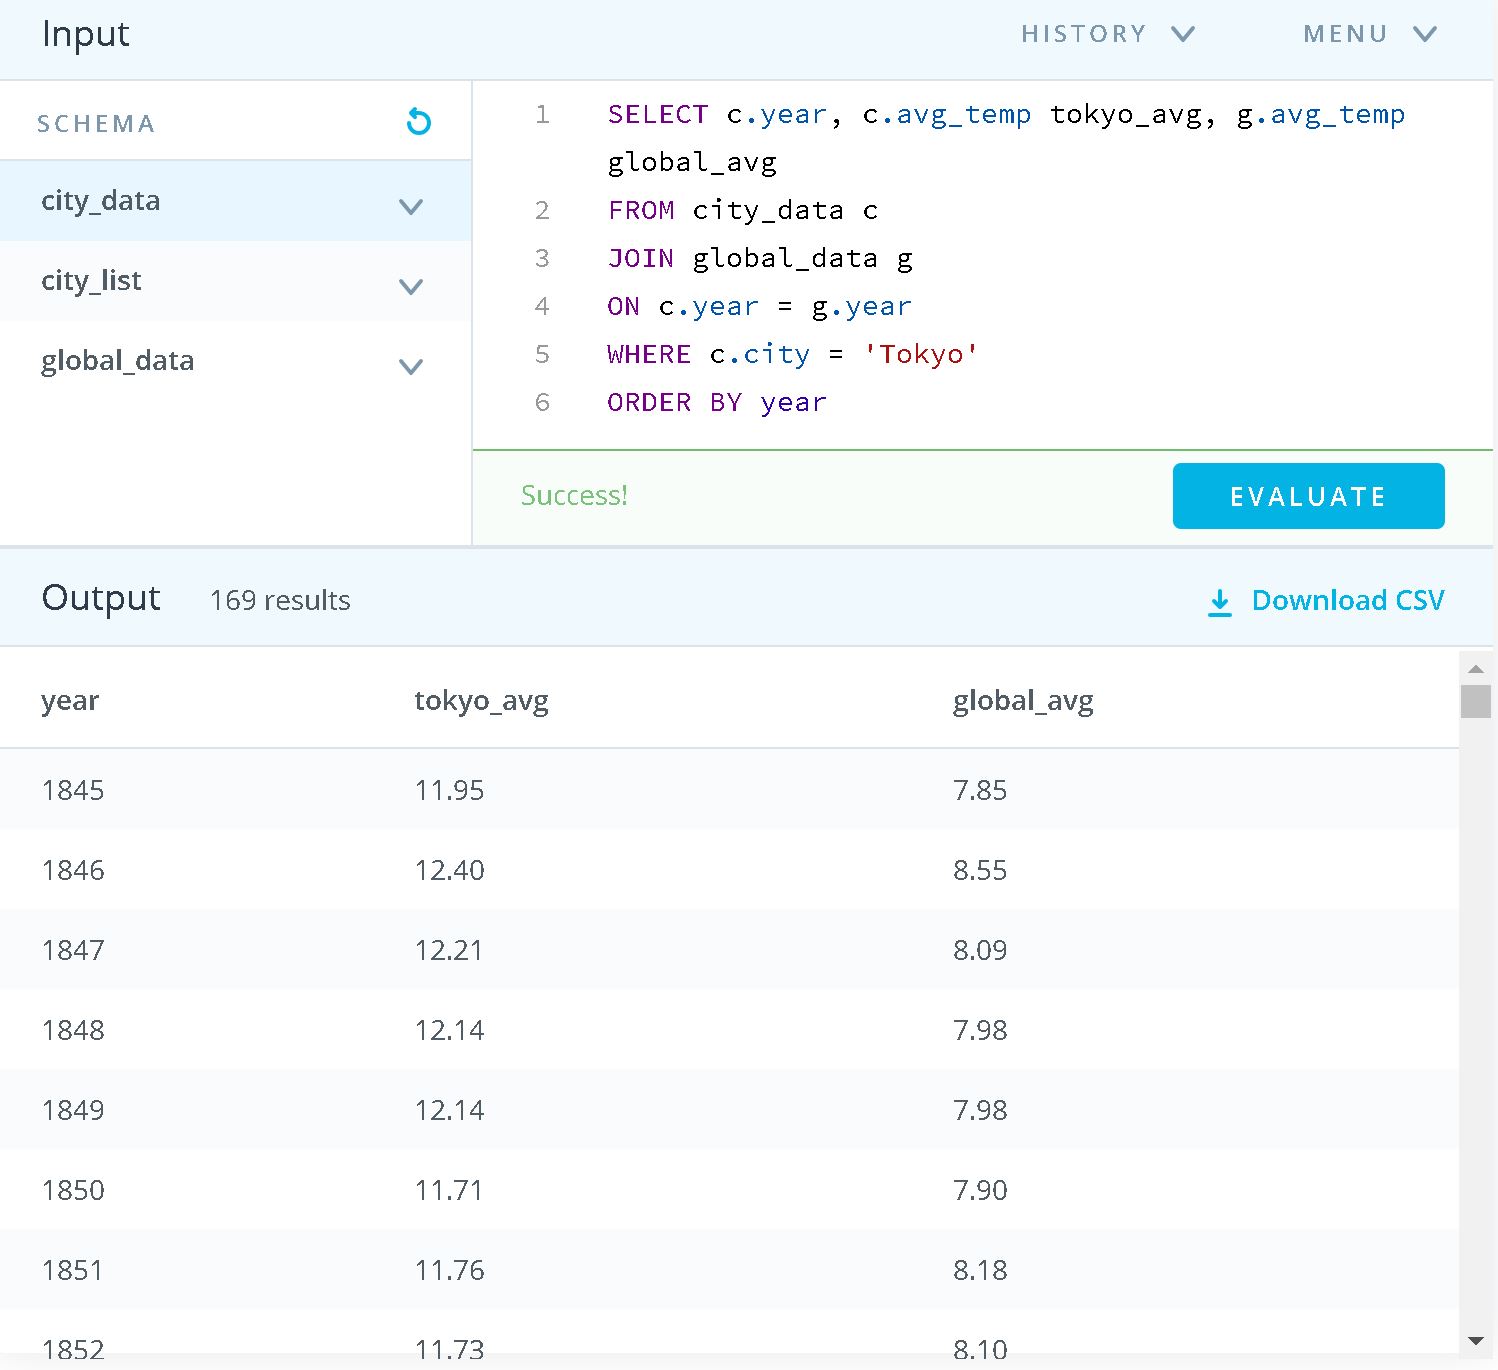 Input
HISTORY
MENU
SCHEMA
city_data
city_list
global_data
1 SELECT c.year, c.avg_temp tokyo_avg, g.avg_temp
global_avg
2 FROM city_data c
3 JOIN global_data g
4 ON c.year = g.year
5 WHERE c.city = 'Tokyo'
6 ORDER BY year
Success!
EVALUATE
Output 169 results
Download CSV
year tokyo_avg global_avg
1845 11.95 7.85
1846 12.40 8.55
1847 12.21 8.09
1848 12.14 7.98
1849 12.14 7.98
1850 11.71 7.90
1851 11.76 8.18
1852 11.73 8.10